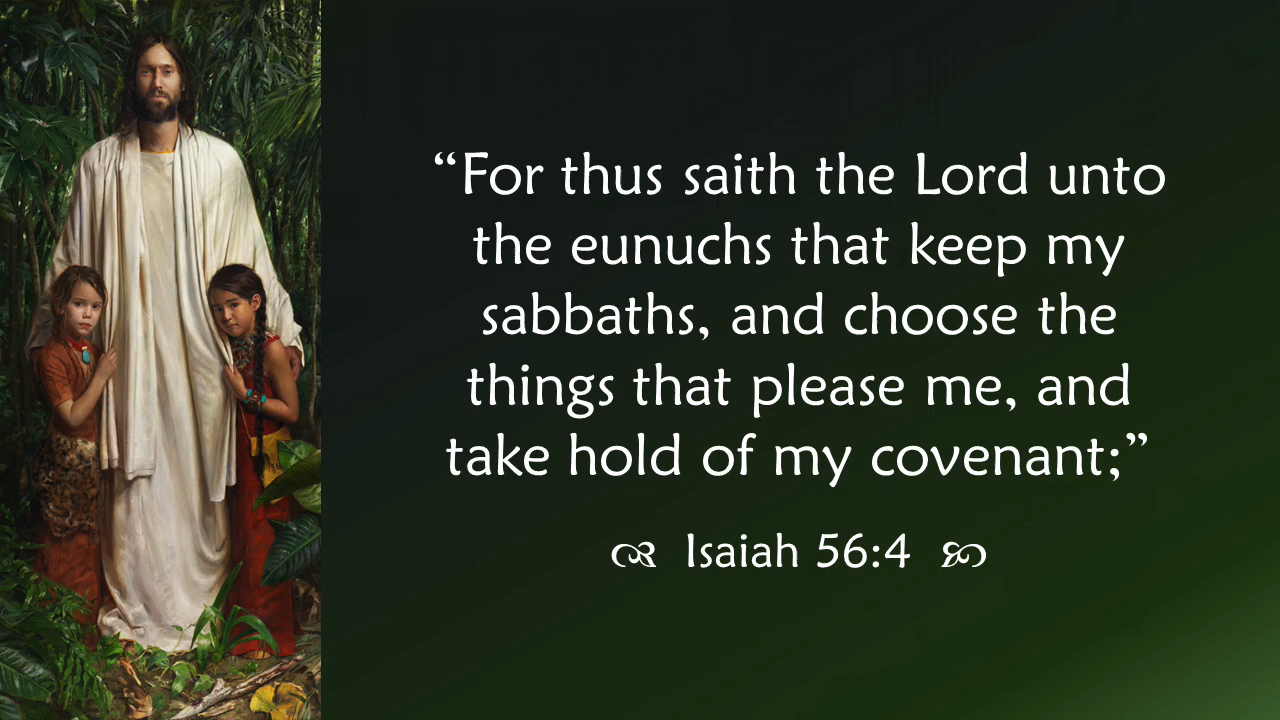 “For thus saith the Lord unto
the eunuchs that keep my
sabbaths, and choose the
things that please me, and
take hold of my covenant;”
Isaiah 56:4